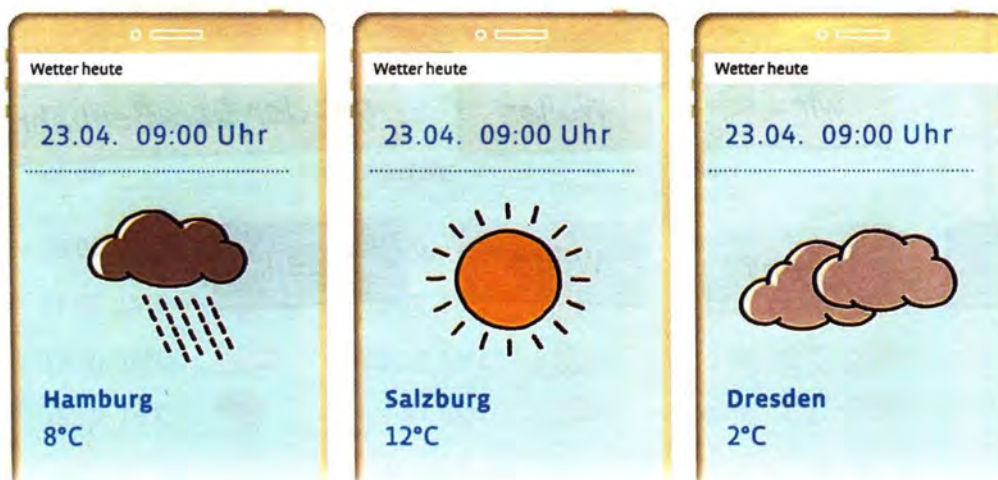 Wetter heute
23.04. 09:00 Uhr
Hamburg
8°C
Wetter heute
23.04. 09:00 Uhr
Salzburg
12°C
Wetter heute
23.04. 09:00 Uhr
Dresden
2°C